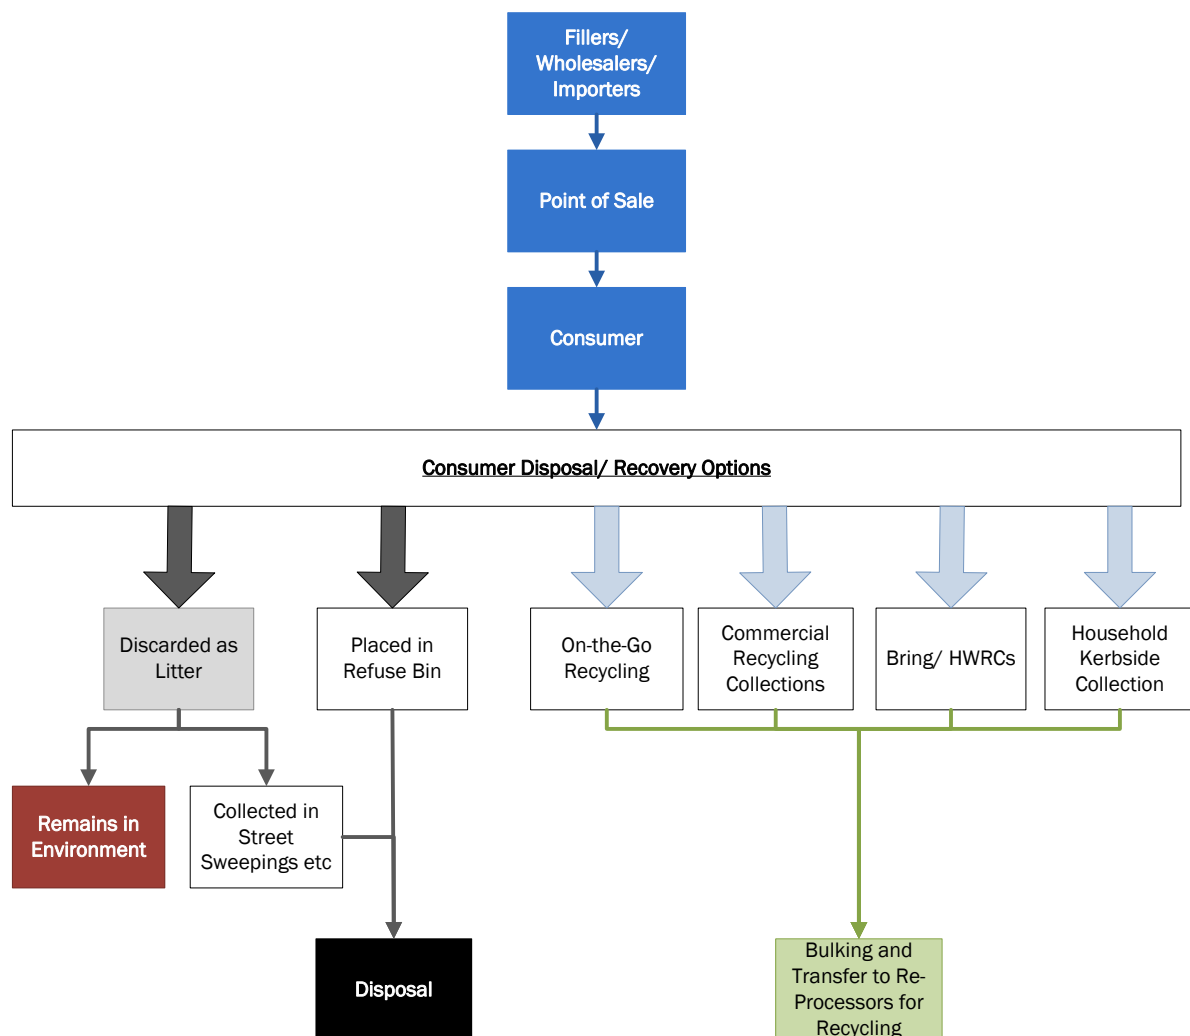 Fillers/
Wholesalers/
Importers
Point of Sale
Consumer
Consumer Disposal/ Recovery Options
Discarded as
Litter
Placed in
Refuse Bin
On-the-Go
Recycling
Commercial
Recycling
Collections
Bring/ HWRCs
Household
Kerbside
Collection
Remains in
Environment
Collected in
Street
Sweepings etc
Disposal
Bulking and
Transfer to Re-
Processors for
Recycling